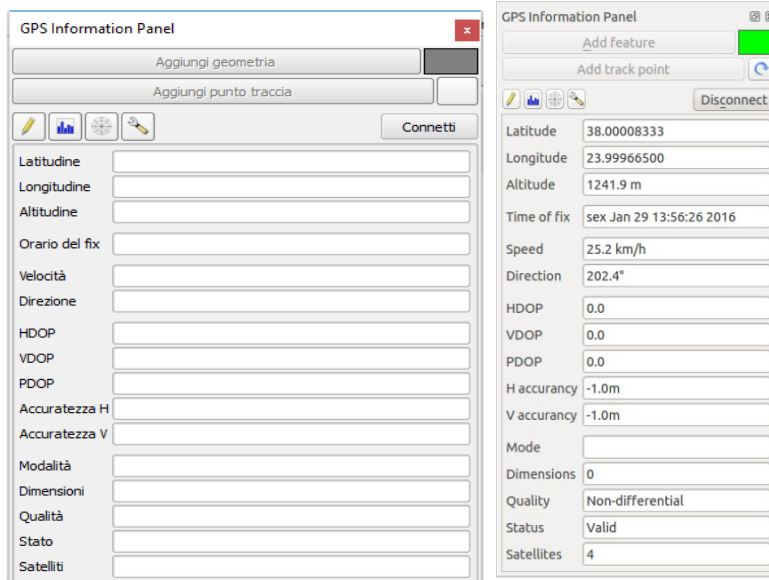 GPS Information Panel
Aggiungi geometria
Aggiungi punto traccia
Connetti
Latitudine
Longitudine
Altitudine
Orario del fix
Velocità
Direzione
HDOP
VDOP
PDOP
Accuratezza H
Accuratezza V
Modalità
Dimensioni
Qualità
Stato
Satelliti
GPS Information Panel
Add feature
Add track point
Disconnect
Latitude 38.00008333
Longitude 23.99966500
Altitude 1241.9 m
Time of fix sex Jan 29 13:56:26 2016
Speed 25.2 km/h
Direction 202.4°
HDOP 0.0
VDOP 0.0
PDOP 0.0
H accurancy -1.0m
V accurancy -1.0m
Mode
Dimensions 0
Quality Non-differential
Status Valid
Satellites 4